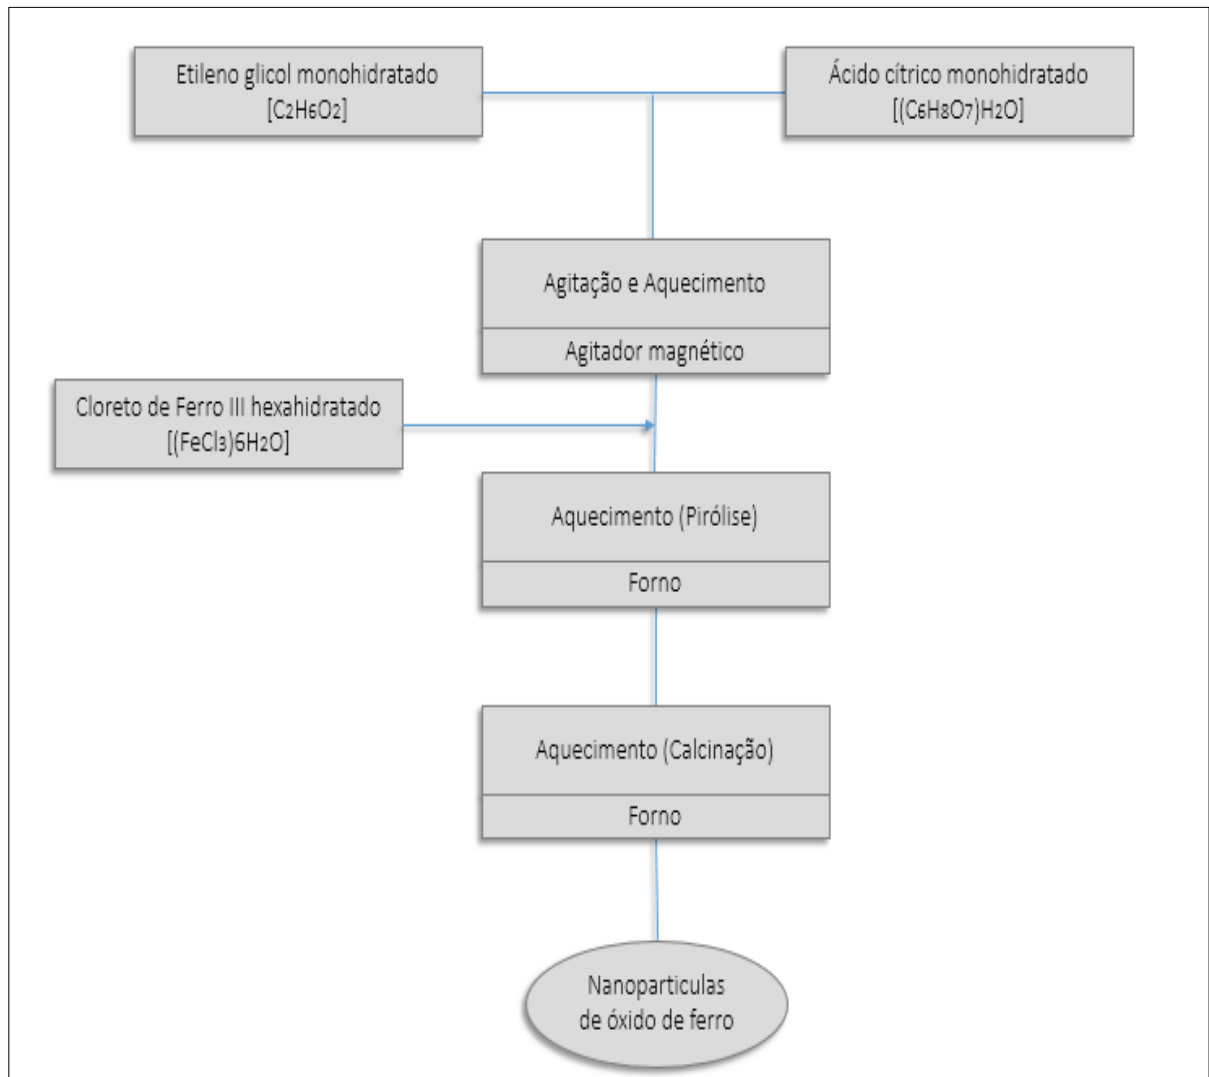 Etileno glicol monohidratado
[C2H6O2]
Ácido cítrico monohidratado
[(C6H8O7)H2O]
Agitação e Aquecimento
Agitador magnético
Cloreto de Ferro III hexahidratado
[(FeCl3)6H2O]
Aquecimento (Pirólise)
Forno
Aquecimento (Calcinação)
Forno
Nanoparticulas
de óxido de ferro